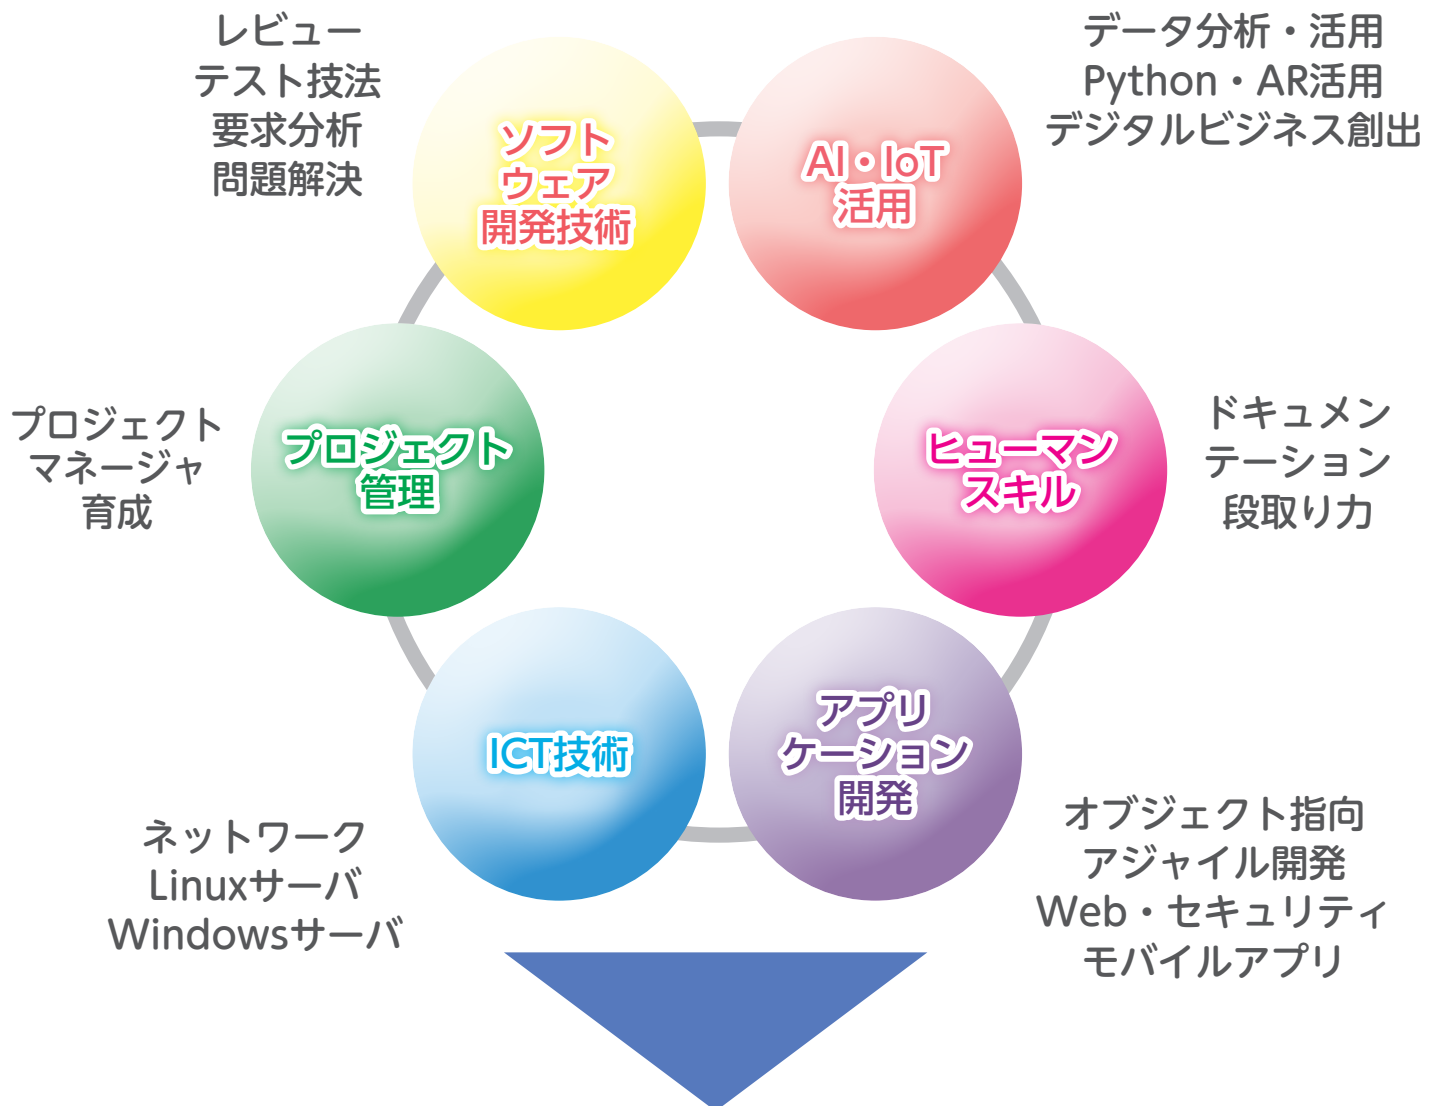 レビュー
テスト技法
要求分析
問題解決
ソフト
ウェア
開発技術
AI・IoT
活用
データ分析・活用
Python・AR活用
デジタルビジネス創出
プロジェクト
マネージャ
育成
プロジェクト
管理
ヒューマン
スキル
ドキュメン
テーション
段取り力
ネットワーク
Linuxサーバ
Windowsサーバ
ICT技術
アプリ
ケーション
開発
オブジェクト指向
アジャイル開発
Web・セキュリティ
モバイルアプリ